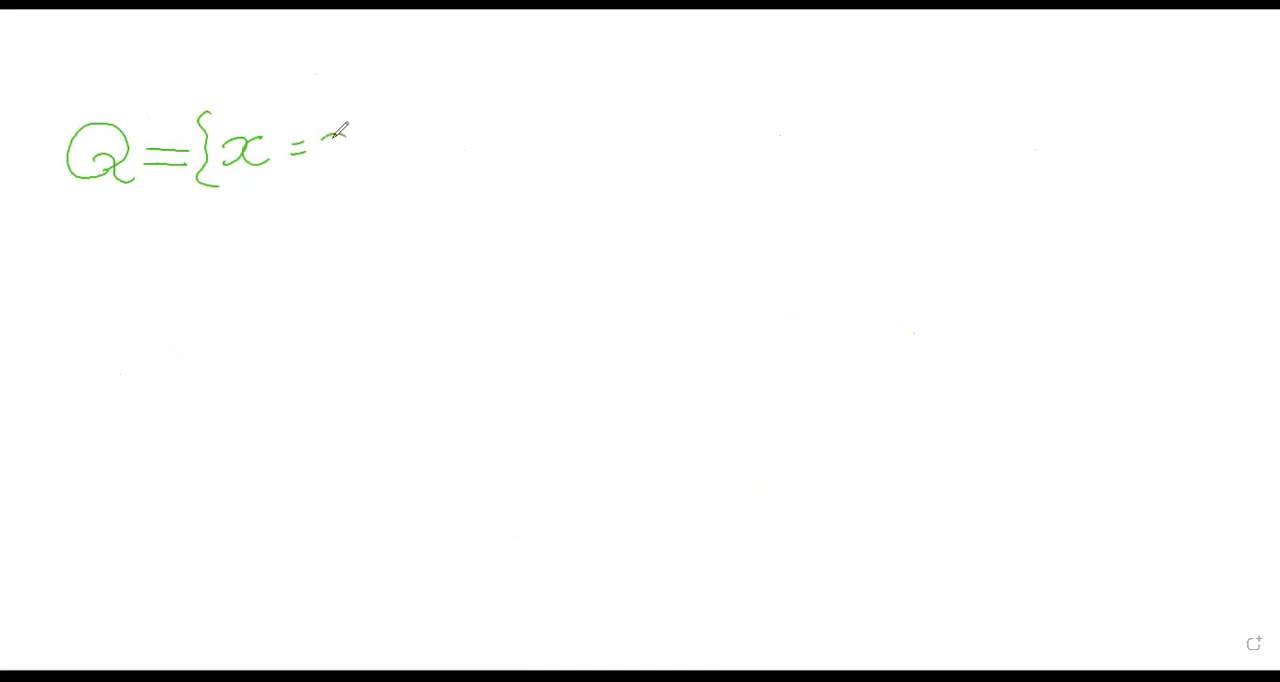 Q = { x =